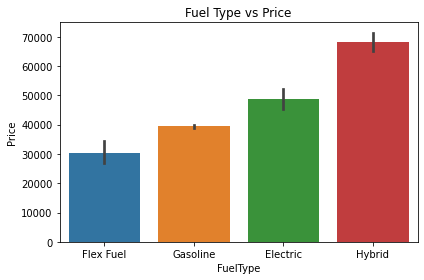 Fuel Type vs Price
Price
70000
60000
50000
40000
30000
20000
10000
0
Flex Fuel Gasoline Electric Hybrid
FuelType